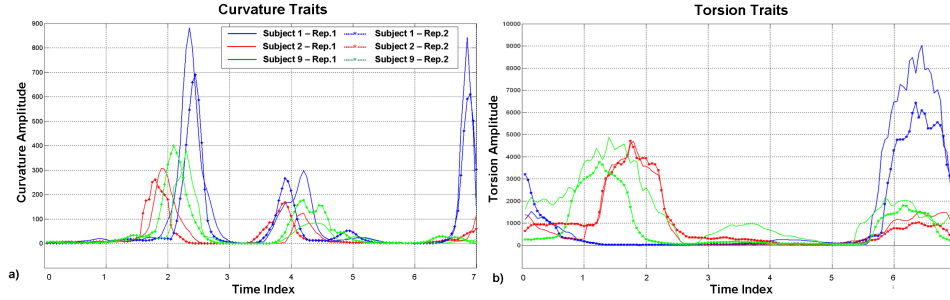 Curvature Traits
Curvature Amplitude
900
800
700
600
500
400
300
200
100
0
Subject 1 – Rep.1 Subject 1 – Rep.2
Subject 2 – Rep.1 Subject 2 – Rep.2
Subject 9 – Rep.1 Subject 9 – Rep.2
0 1 2 3 4 5 6 7
Time Index
a)
Torsion Traits
Torsion Amplitude
10000
9000
8000
7000
6000
5000
4000
3000
2000
1000
0
0 1 2 3 4 5 6
Time Index
b)